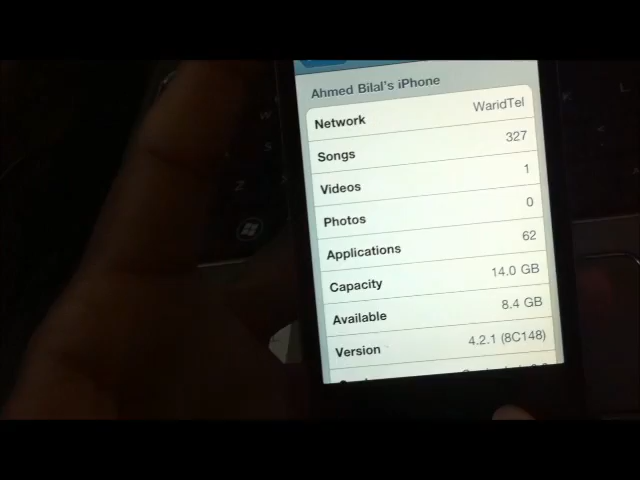 Ahmed Bilal's iPhone
Network WaridTel
Songs 327
Videos 1
Photos 0
Applications 62
Capacity 14.0 GB
Available 8.4 GB
Version 4.2.1 (8C148)
W
S
Z
L